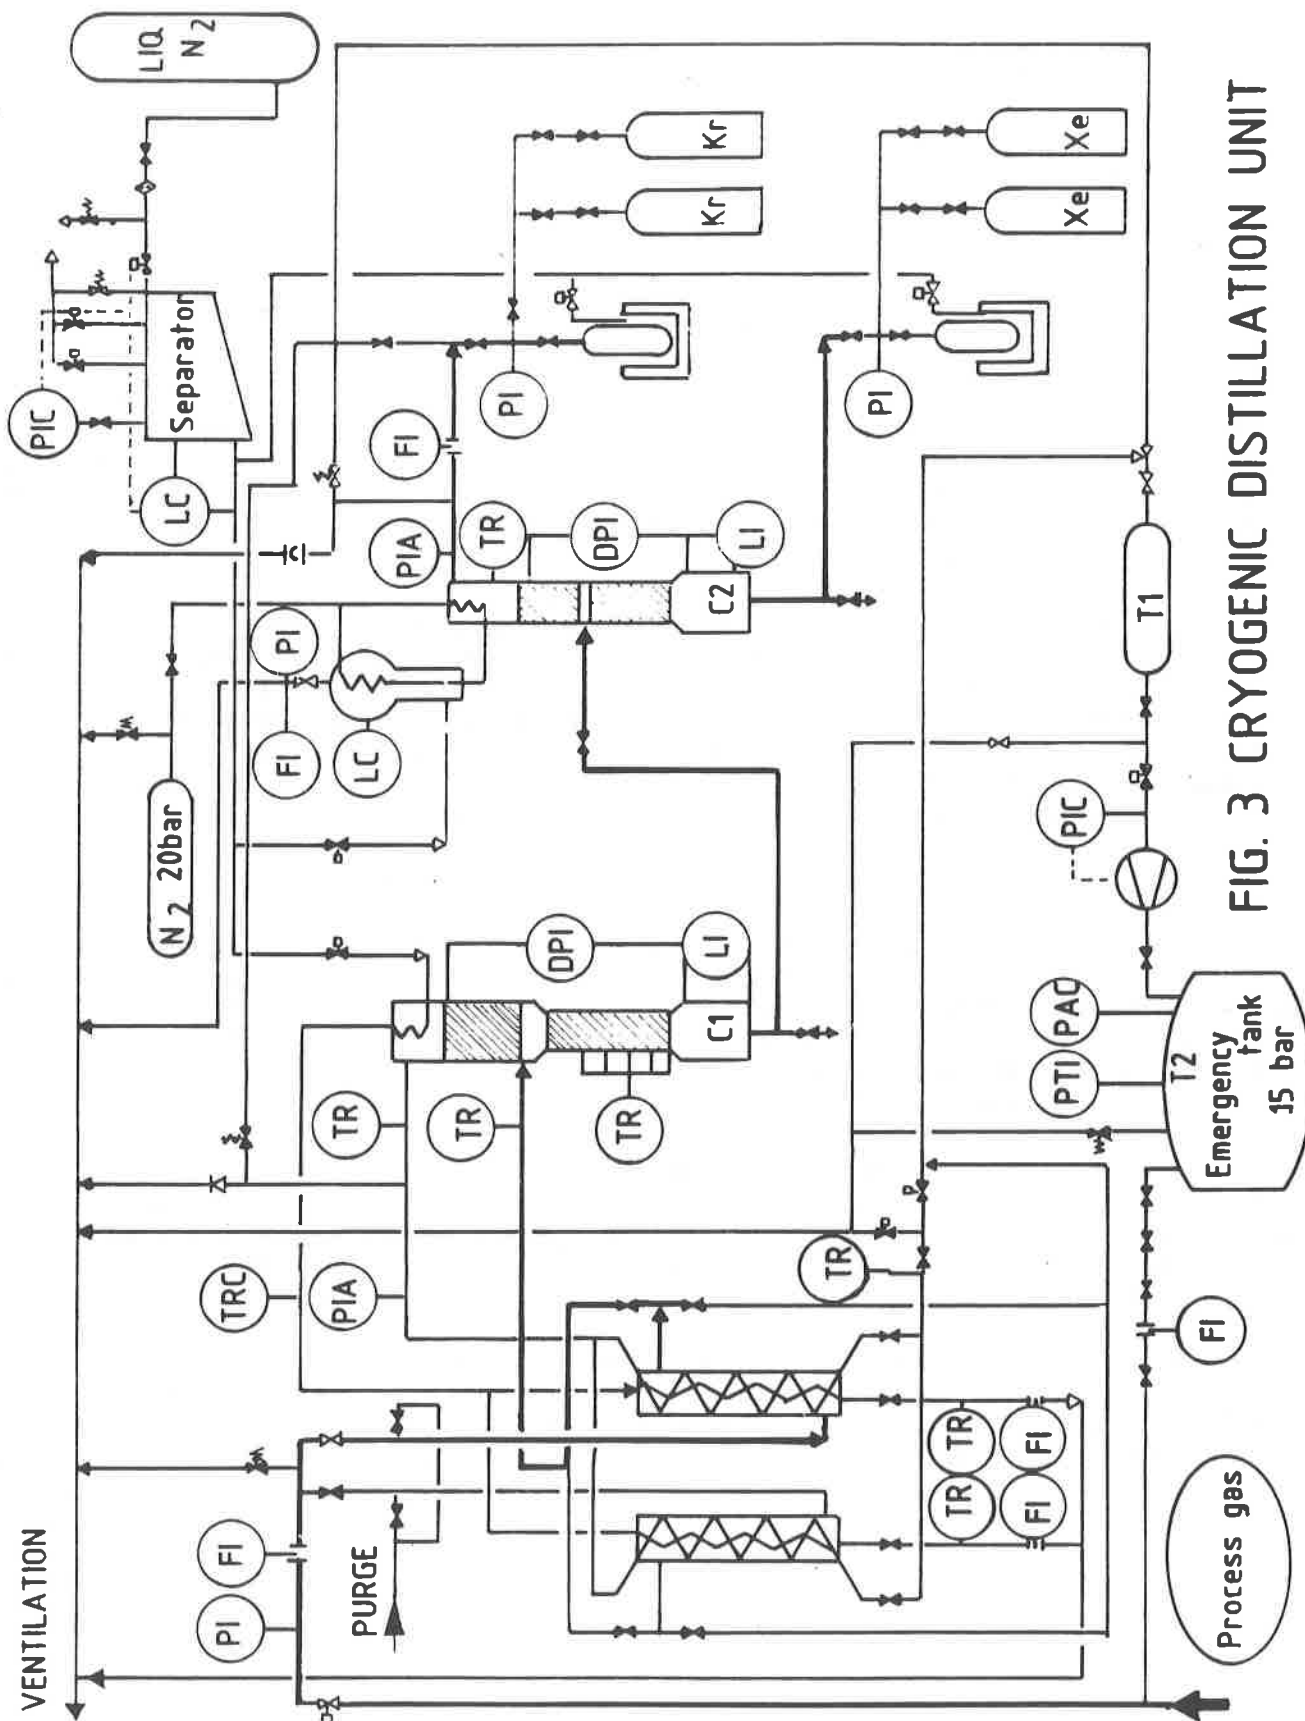 VENTILATION
PIC
LIQ
N2
N2 20bar
LC
Separator
PI
FI
TRC
FI
PI
PIA
TR
LC
PURGE
PIA
FI
TR
TR
PI
DPI
DPI
TR
C1
LI
C2
LI
Kr
Kr
TR
PI
TR
TR
FI
FI
PTI
PAC
PIC
Xe
Xe
T1
T2
Emergency
tank
15 bar
FI
Process gas
FIG. 3 CRYOGENIC DISTILLATION UNIT